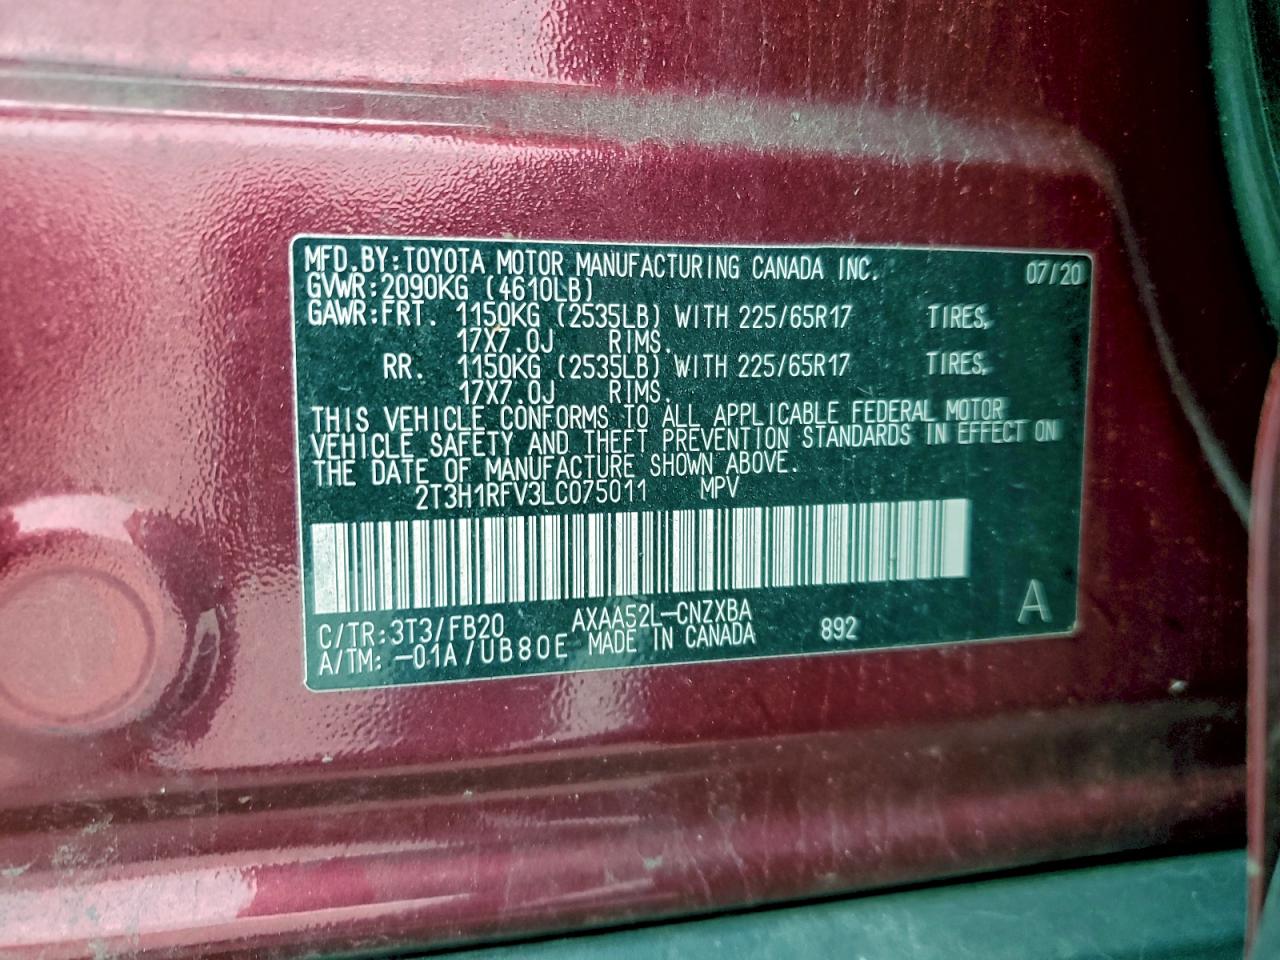 MFD.BY:TOYOTA MOTOR MANUFACTURING CANADA INC. 07/20
GVWR:2090KG (4610LB)
GAWR:FRT. 1150KG (2535LB) WITH 225/65R17 TIRES,
17X7.0J RIMS.
RR. 1150KG (2535LB) WITH 225/65R17 TIRES,
17X7.0J RIMS.
THIS VEHICLE CONFORMS TO ALL APPLICABLE FEDERAL MOTOR
VEHICLE SAFETY AND THEFT PREVENTION STANDARDS IN EFFECT ON
THE DATE OF MANUFACTURE SHOWN ABOVE.
2T3H1RFV3LC075011 MPV
C/TR:3T3/FB20 AXAA52L-CNZXBA
A/TM:-01A/UB80E MADE IN CANADA 892 A